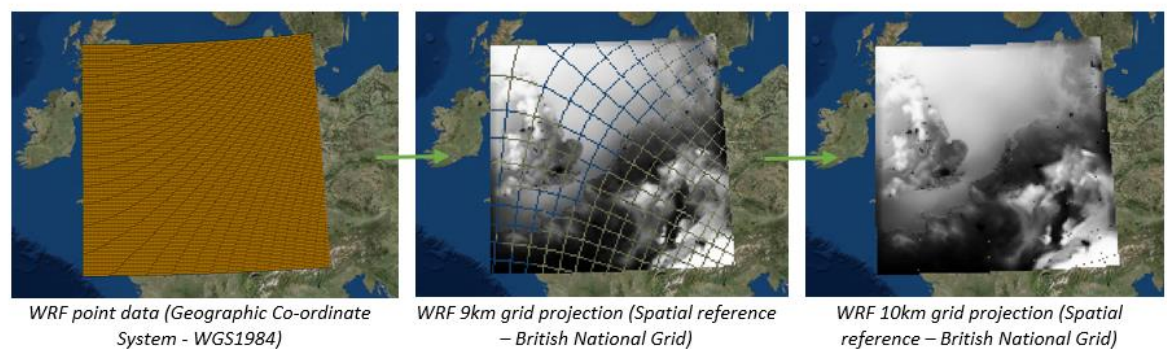 WRF point data (Geographic Co-ordinate
System - WGS1984)
WRF 9km grid projection (Spatial reference
– British National Grid)
WRF 10km grid projection (Spatial
reference – British National Grid)